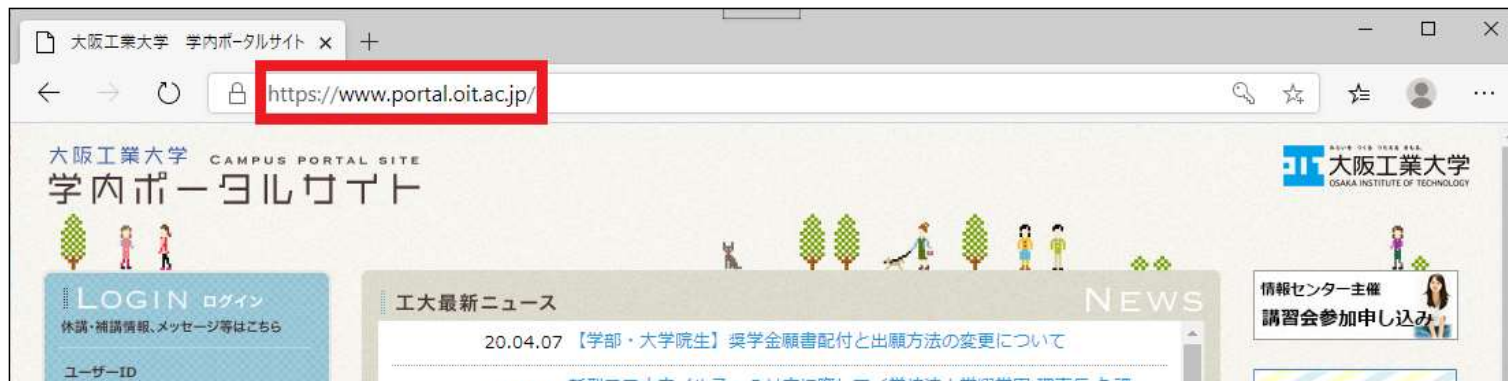 大阪工業大学 学内ポータルサイト
https://www.portal.oit.ac.jp/
大阪工業大学 CAMPUS PORTAL SITE
学内ポータルサイト
大阪工業大学
OSAKA INSTITUTE OF TECHNOLOGY
LOGIN ログイン
休講・補講情報、メッセージ等はこちら
ユーザーID
工大最新ニュース
NEWS
20.04.07 【学部・大学院生】奨学金願書配付と出願方法の変更について
情報センター主催
講習会参加申し込み